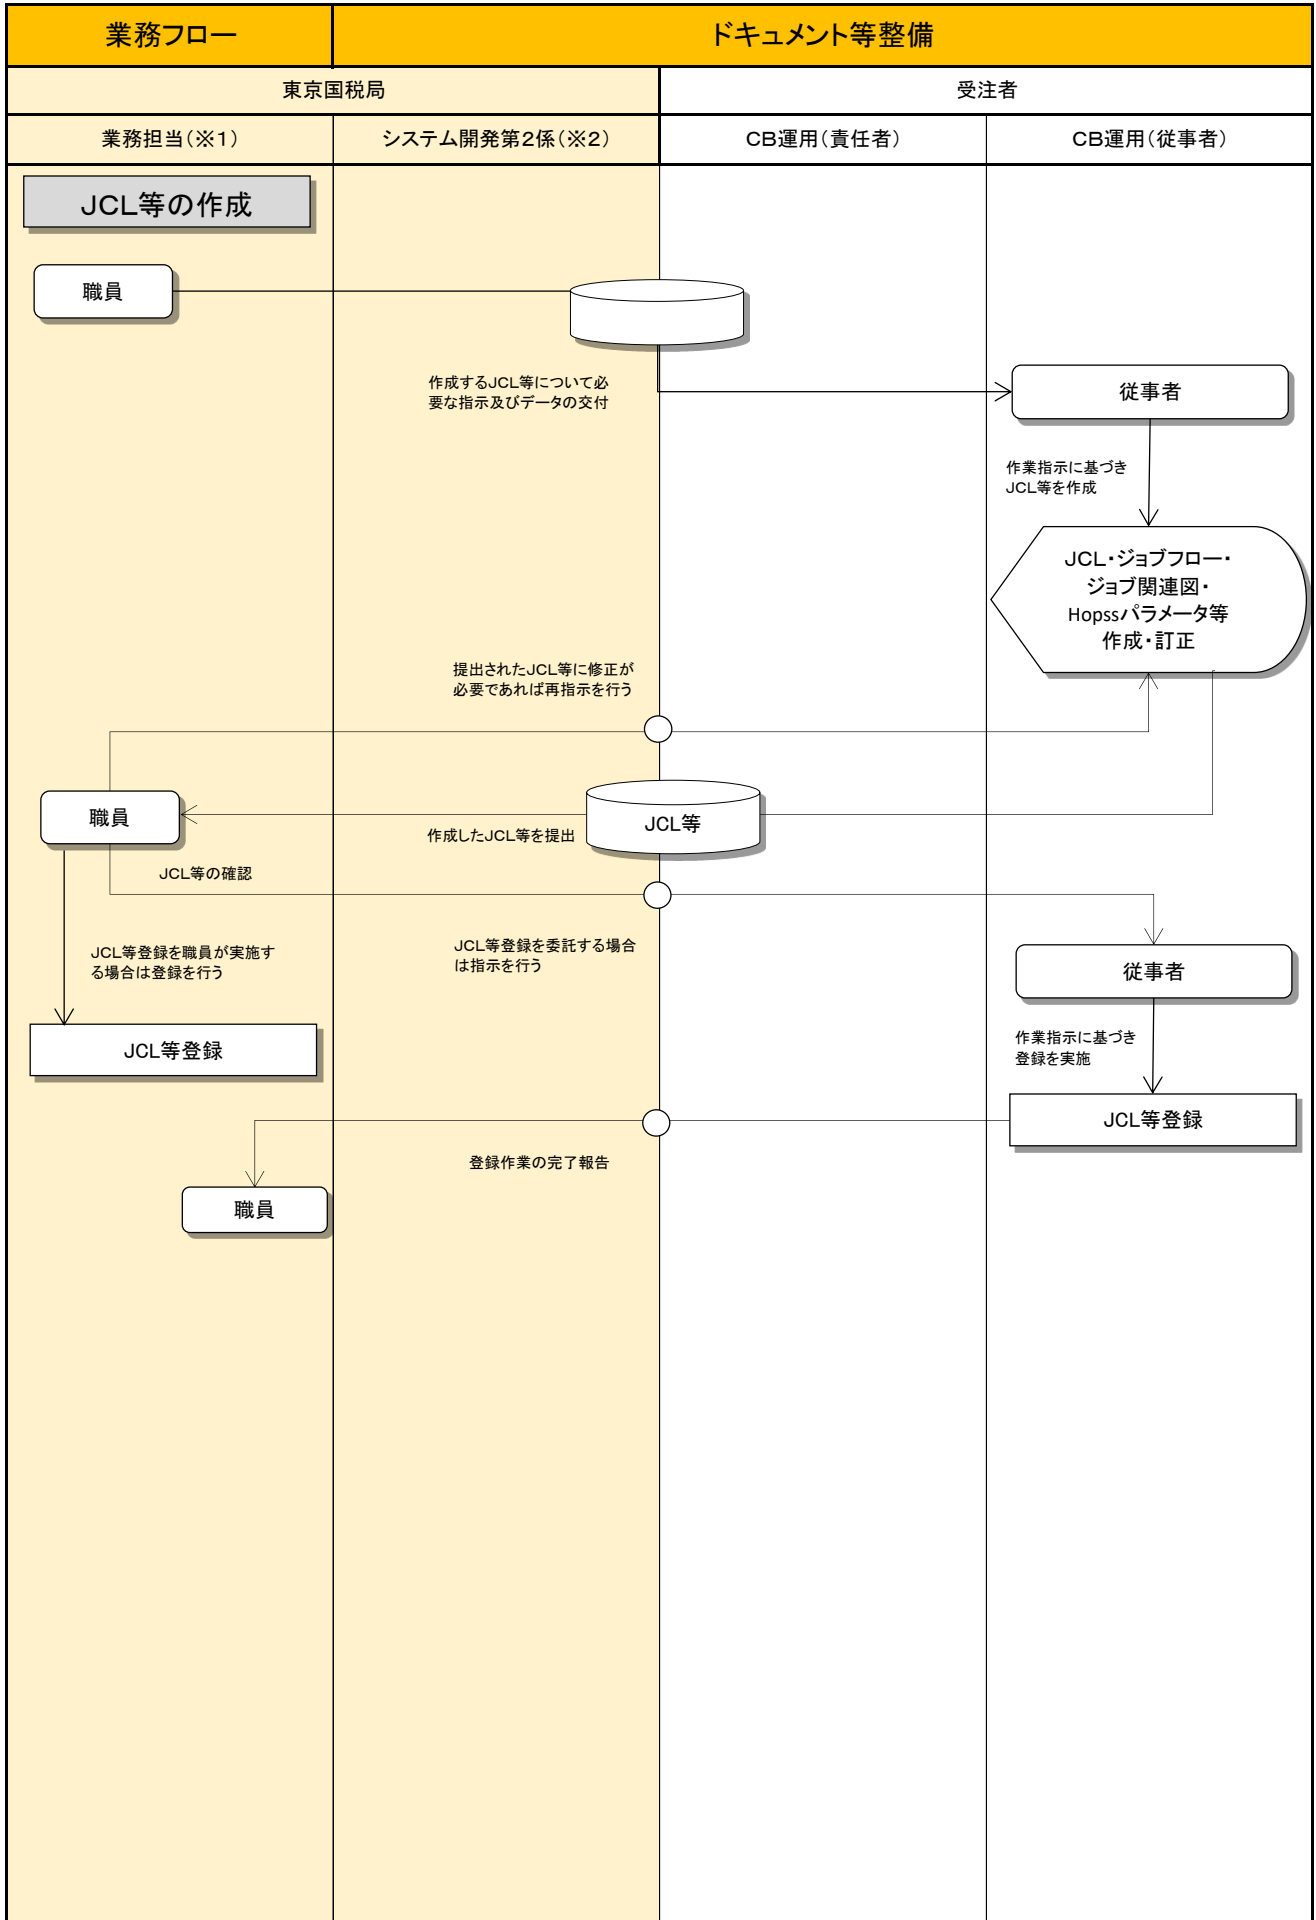 業務フロー
ドキュメント等整備
東京国税局
受注者
業務担当(※1)
システム開発第2係(※2)
CB運用(責任者)
CB運用(従事者)
JCL等の作成
職員
作成するJCL等について必
要な指示及びデータの交付
従事者
作業指示に基づき
JCL等を作成
JCL・ジョブフロー・
ジョブ関連図・
Hopssパラメータ等
作成・訂正
提出されたJCL等に修正が
必要であれば再指示を行う
職員
JCL等
作成したJCL等を提出
JCL等の確認
JCL等登録を職員が実施す
る場合は登録を行う
JCL等登録を委託する場合
は指示を行う
従事者
JCL等登録
作業指示に基づき
登録を実施
JCL等登録
登録作業の完了報告
職員